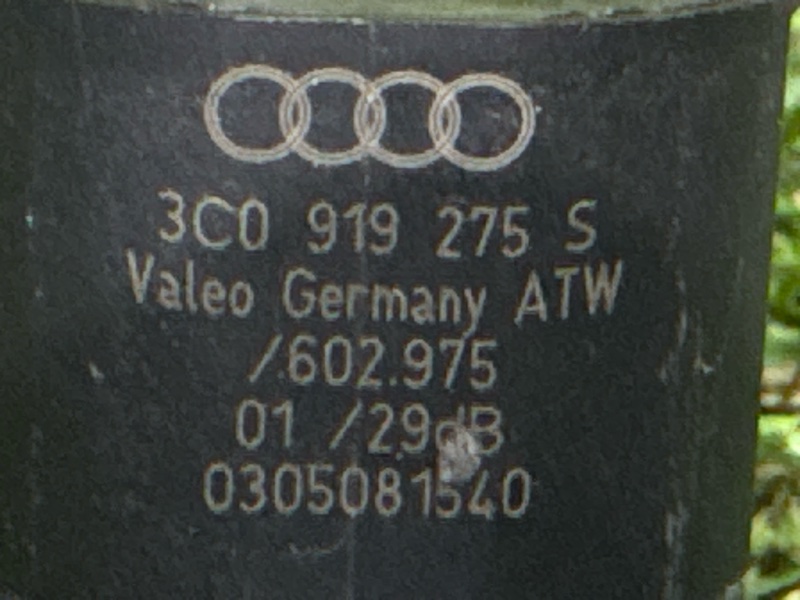 3C0 919 275 S
Valeo Germany ATW
/602.975
01 /29dB
0305081540